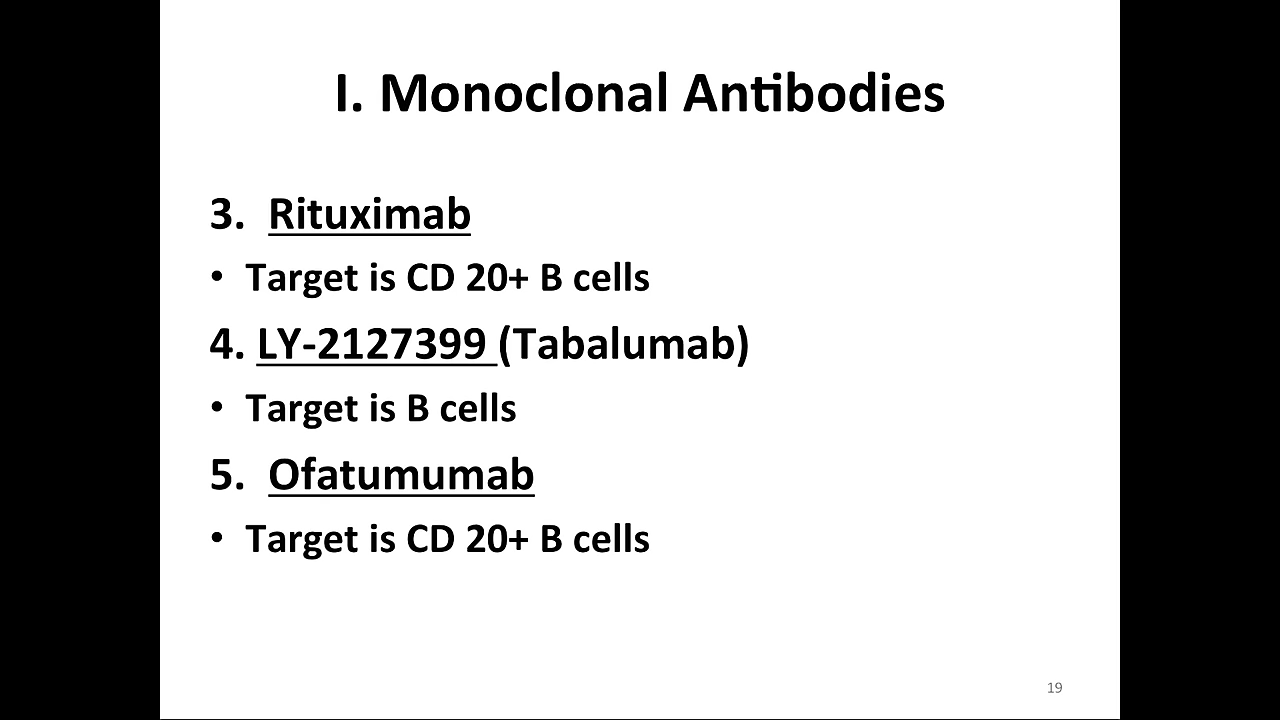 I. Monoclonal Antibodies
3. Rituximab
• Target is CD 20+ B cells
4. LY-2127399 (Tabalumab)
• Target is B cells
5. Ofatumumab
• Target is CD 20+ B cells
19